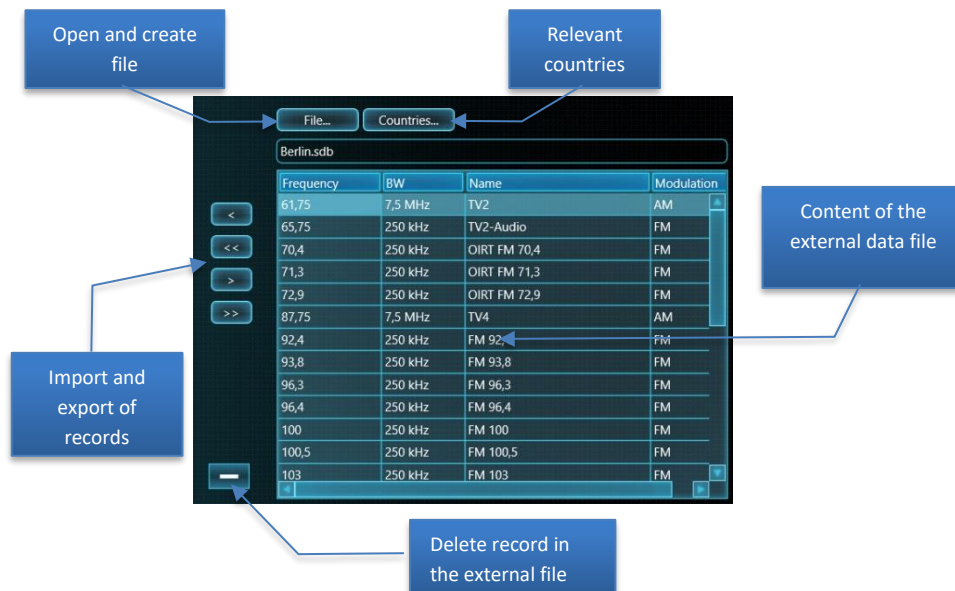 Open and create
file
Relevant
countries
File...
Countries...
Berlin.sdb
Frequency BW Name Modulation
61,75 7,5 MHz TV2 AM
65,75 250 kHz TV2-Audio FM
70,4 250 kHz OIRT FM 70,4 FM
71,3 250 kHz OIRT FM 71,3 FM
72,9 250 kHz OIRT FM 72,9 FM
87,75 7,5 MHz TV4 AM
92,4 250 kHz FM 92, FM
93,8 250 kHz FM 93,8 FM
96,3 250 kHz FM 96,3 FM
96,4 250 kHz FM 96,4 FM
100 250 kHz FM 100 FM
100,5 250 kHz FM 100,5 FM
103 250 kHz FM 103 FM
<
<<
>
>>
Content of the
external data file
Import and
export of
records
Delete record in
the external file